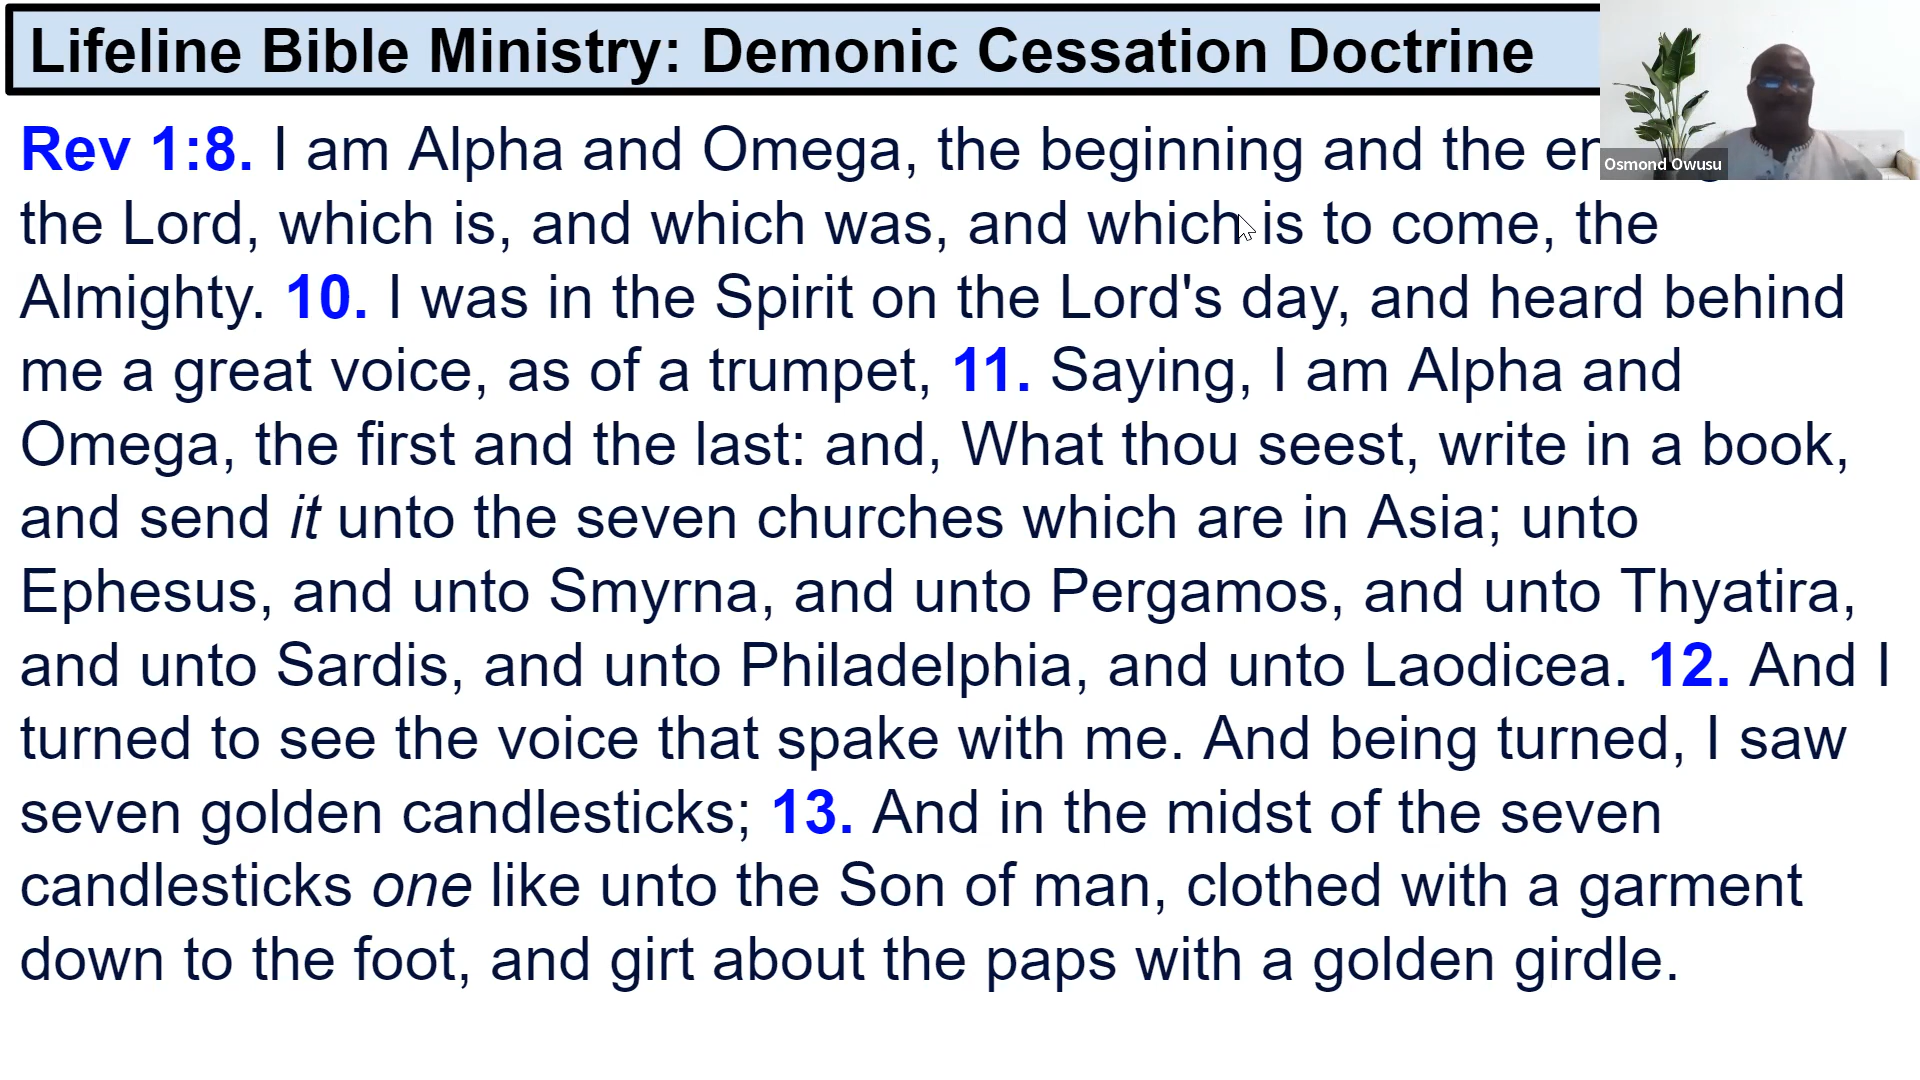 Lifeline Bible Ministry: Demonic Cessation Doctrine
Rev 1:8. I am Alpha and Omega, the beginning and the
Osmond Owusu
the Lord, which is, and which was, and which is to come, the
Almighty. 10. I was in the Spirit on the Lord's day, and heard behind
me a great voice, as of a trumpet, 11. Saying, I am Alpha and
Omega, the first and the last: and, What thou seest, write in a book,
and send it unto the seven churches which are in Asia; unto
Ephesus, and unto Smyrna, and unto Pergamos, and unto Thyatira,
and unto Sardis, and unto Philadelphia, and unto Laodicea. 12. And I
turned to see the voice that spake with me. And being turned, I saw
seven golden candlesticks; 13. And in the midst of the seven
candlesticks one like unto the Son of man, clothed with a garment
down to the foot, and girt about the paps with a golden girdle.